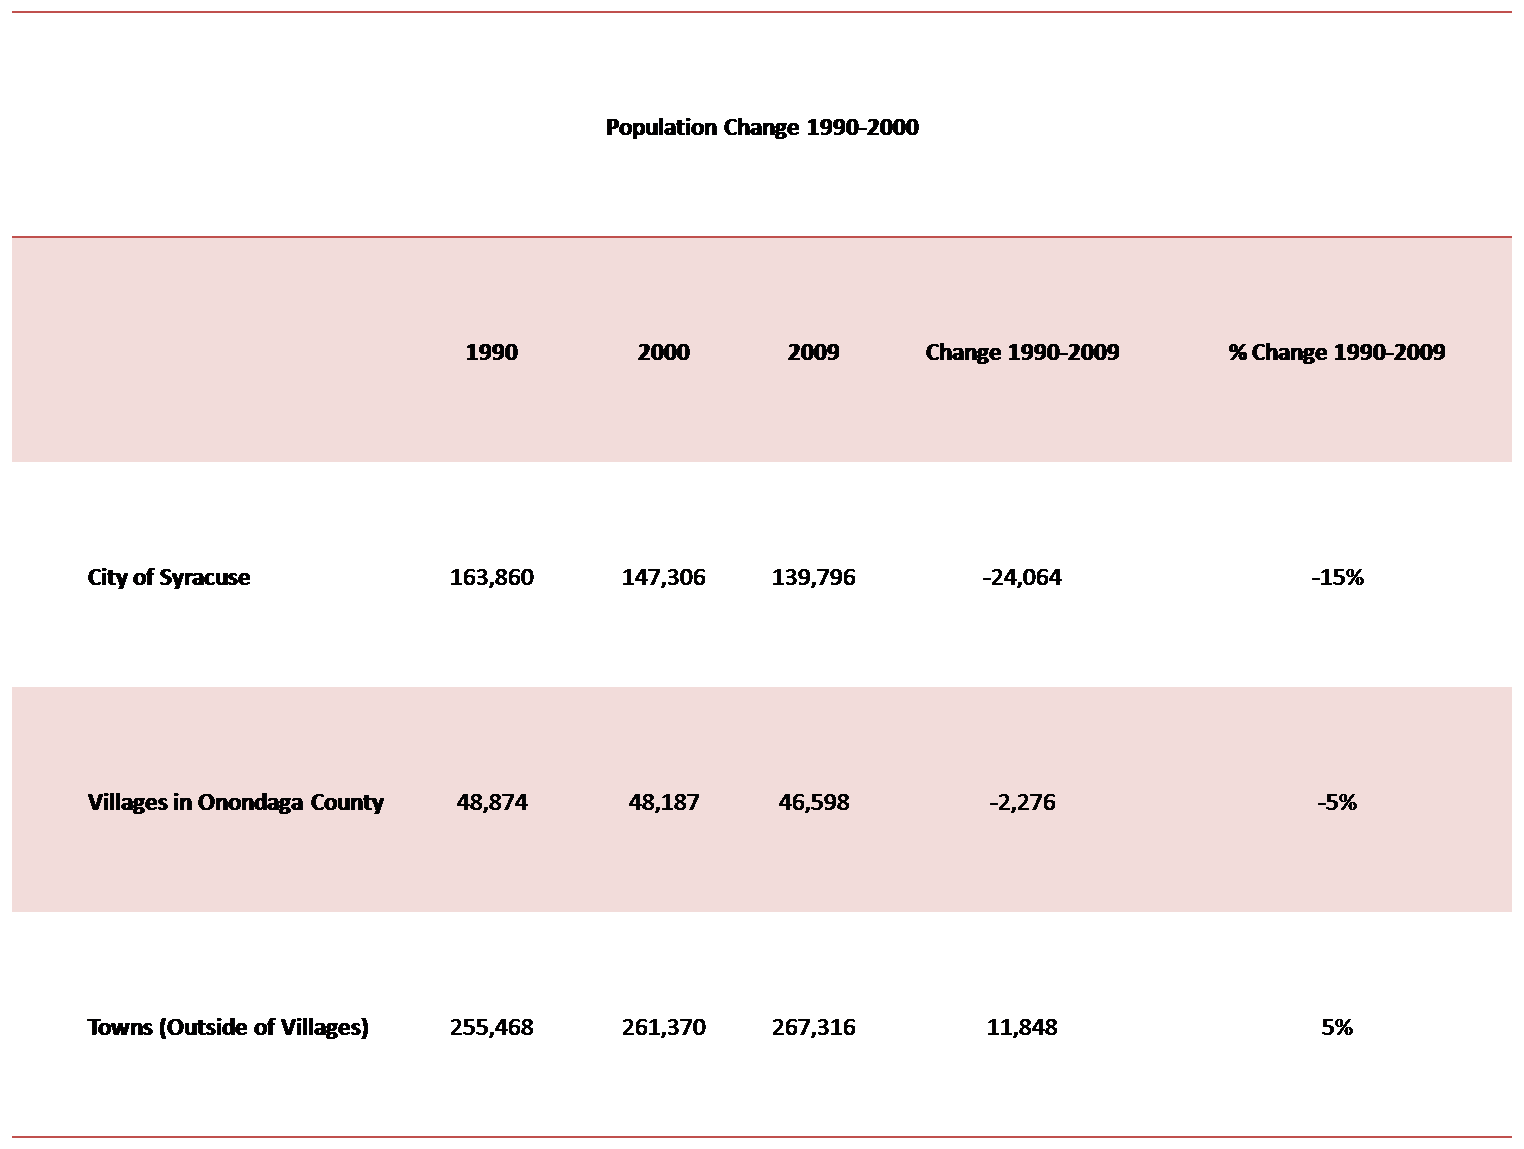 Population Change 1990-2000
1990 2000 2009 Change 1990-2009 % Change 1990-2009
City of Syracuse 163,860 147,306 139,796 -24,064 -15%
Villages in Onondaga County 48,874 48,187 46,598 -2,276 -5%
Towns (Outside of Villages) 255,468 261,370 267,316 11,848 5%